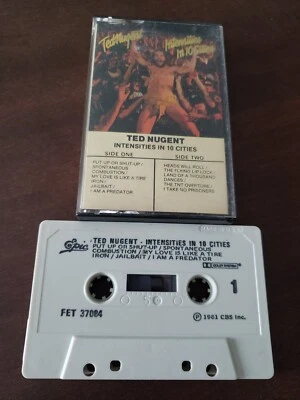 Ted Nugent
Intensities
In 10 Cities
TED NUGENT
INTENSITIES IN 10 CITIES
SIDE ONE
PUT UP OR SHUT-UP /
SPONTANEOUS
COMBUSTION /
MY LOVE IS LIKE A TIRE
IRON /
JAILBAIT /
I AM A PREDATOR
SIDE TWO
HEADS WILL ROLL /
THE FLYING LIP LOCK /
LAND OF A THOUSAND
DANCES /
THE TNT OVERTURE /
I TAKE NO PRISONERS
Epic
TED NUGENT - INTENSITIES IN 10 CITIES
PUT UP OR SHUT-UP / SPONTANEOUS
COMBUSTION / MY LOVE IS LIKE A TIRE
IRON / JAILBAIT / I AM A PREDATOR
DOLBY SYSTEM
1
FET 37084
℗ 1981 CBS Inc.